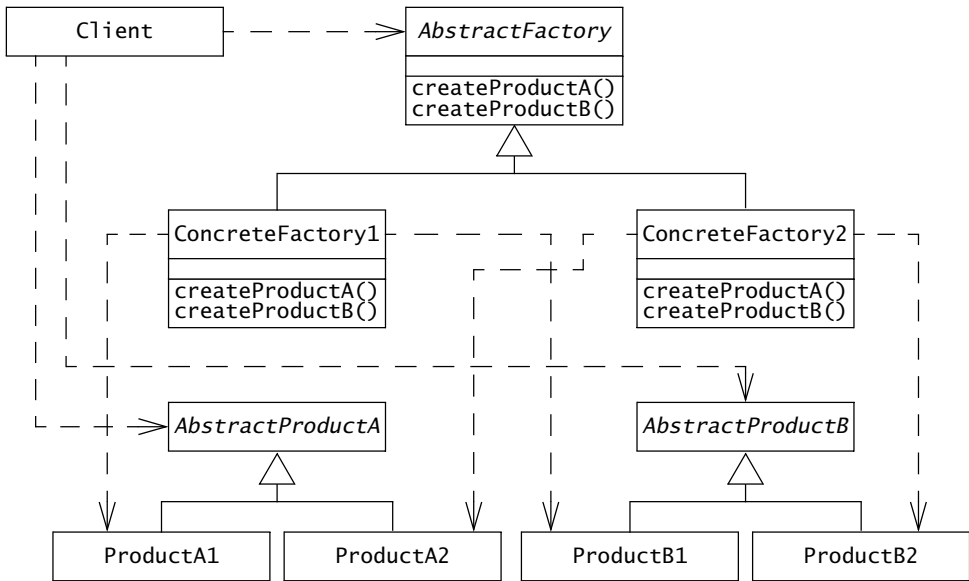 Client
AbstractFactory
createProductA()
createProductB()
ConcreteFactory1
createProductA()
createProductB()
ConcreteFactory2
createProductA()
createProductB()
AbstractProductA
AbstractProductB
ProductA1
ProductA2
ProductB1
ProductB2